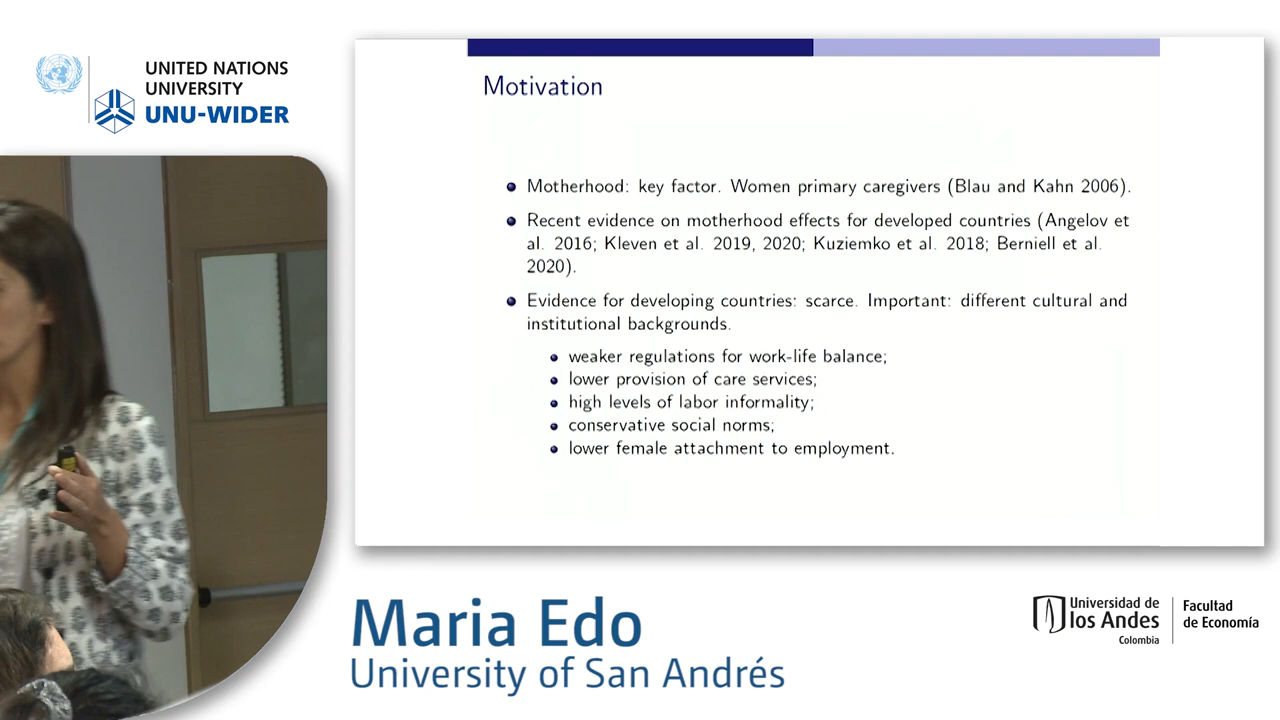 UNITED NATIONS
UNIVERSITY
UNU-WIDER
Motivation
Motherhood: key factor. Women primary caregivers (Blau and Kahn 2006).
Recent evidence on motherhood effects for developed countries (Angelov et
al. 2016; Kleven et al. 2019, 2020; Kuziemko et al. 2018; Berniell et al.
2020).
Evidence for developing countries: scarce. Important: different cultural and
institutional backgrounds.
weaker regulations for work-life balance;
lower provision of care services;
high levels of labor informality;
conservative social norms;
lower female attachment to employment.
Maria Edo
University of San Andrés
Universidad de
los Andes
Colombia
Facultad
de Economía